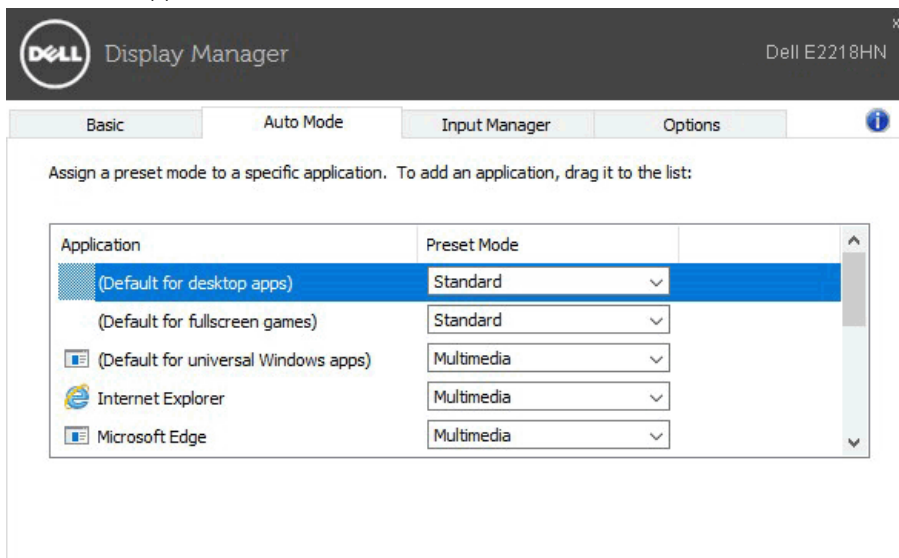 x
DELL Display Manager Dell E2218HN
Basic Auto Mode Input Manager Options i
Assign a preset mode to a specific application. To add an application, drag it to the list:
Application Preset Mode
(Default for desktop apps) Standard
(Default for fullscreen games) Standard
(Default for universal Windows apps) Multimedia
Internet Explorer Multimedia
Microsoft Edge Multimedia